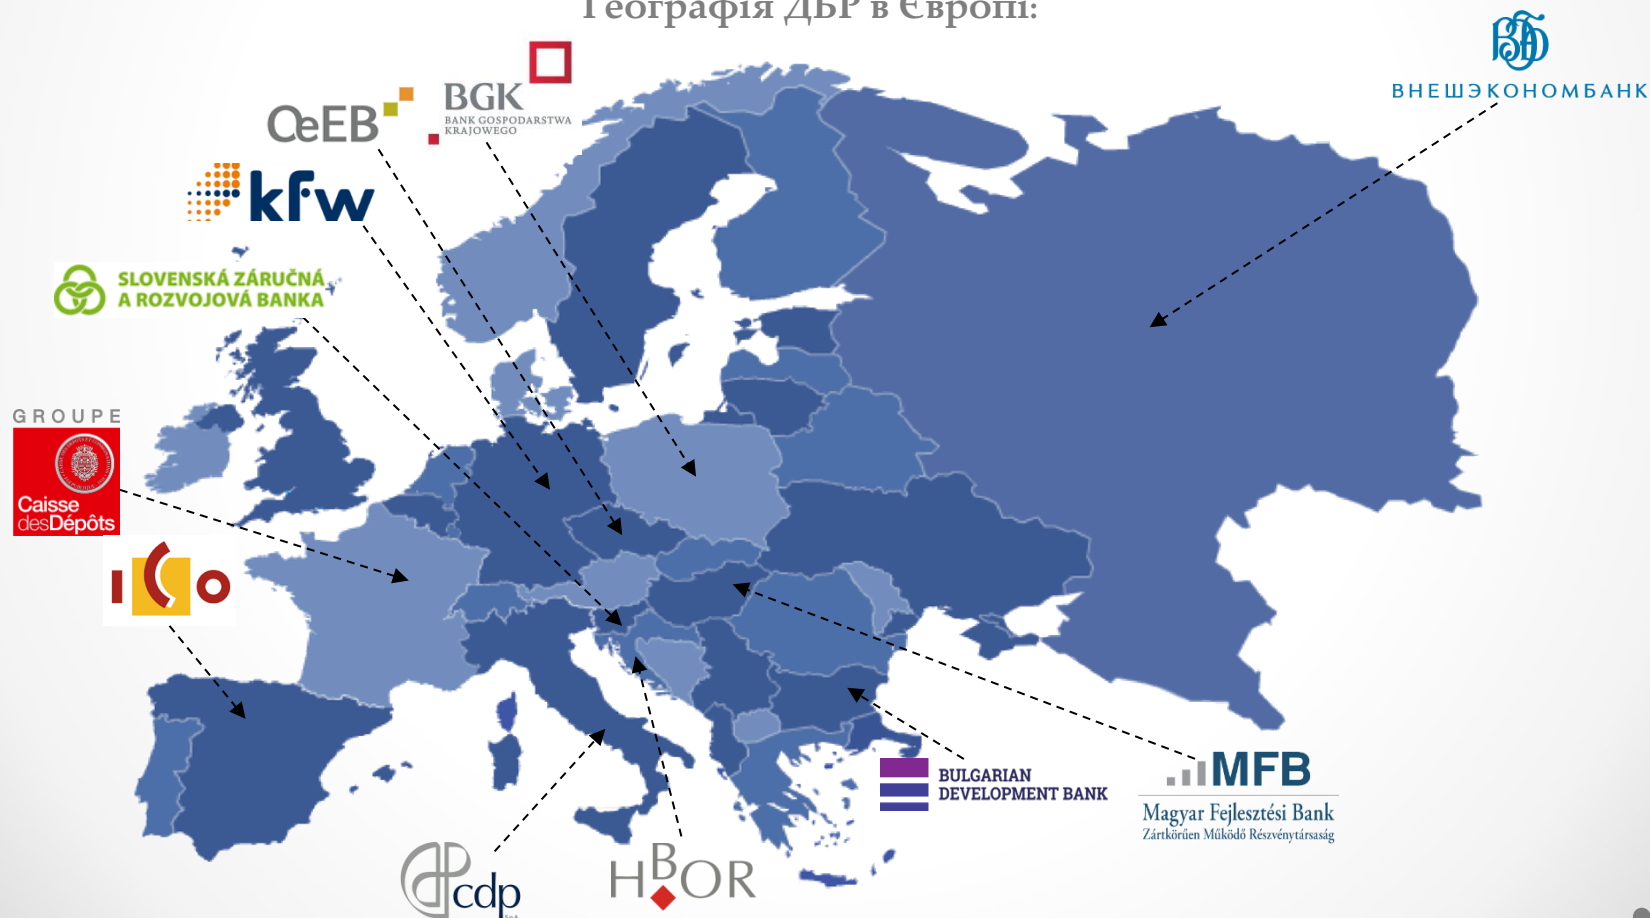 Географія ДБР в Європі:
ВНЕШЭКОНОМБАНК
BGK
BANK GOSPODARSTWA
KRAJOWEGO
OeEB
kfw
SLOVENSKÁ ZÁRUČNÁ
A ROZVOJOVÁ BANKA
GROUPE
Caisse
desDépôts
ICO
BULGARIAN
DEVELOPMENT BANK
MFB
Magyar Fejlesztési Bank
Zártkörűen Működő Részvénytársaság
cdp
HBOR